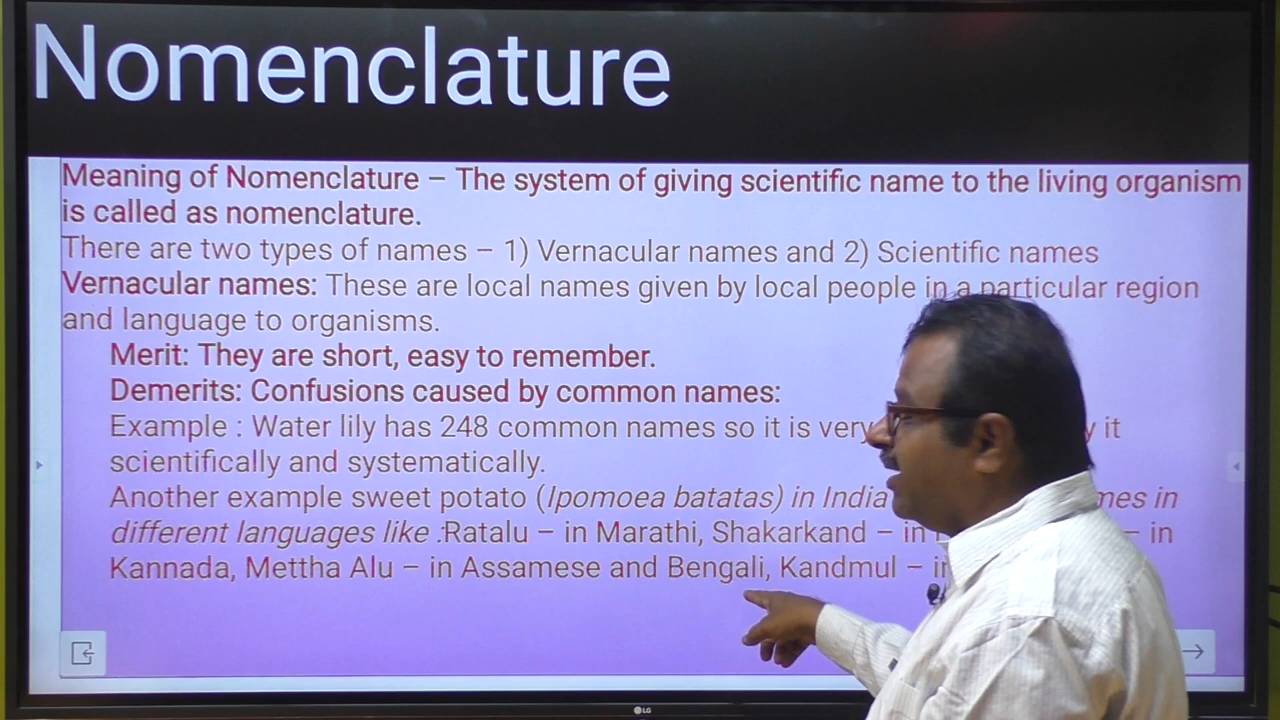 Nomenclature
Meaning of Nomenclature – The system of giving scientific name to the living organism
is called as nomenclature.
There are two types of names – 1) Vernacular names and 2) Scientific names
Vernacular names: These are local names given by local people in a particular region
and language to organisms.
Merit: They are short, easy to remember.
Demerits: Confusions caused by common names:
Example : Water lily has 248 common names so it is very it
scientifically and systematically.
Another example sweet potato (Ipomoea batatas) in India in
different languages like :Ratalu – in Marathi, Shakarkand – in – in
Kannada, Mettha Alu – in Assamese and Bengali, Kandmul –
LG